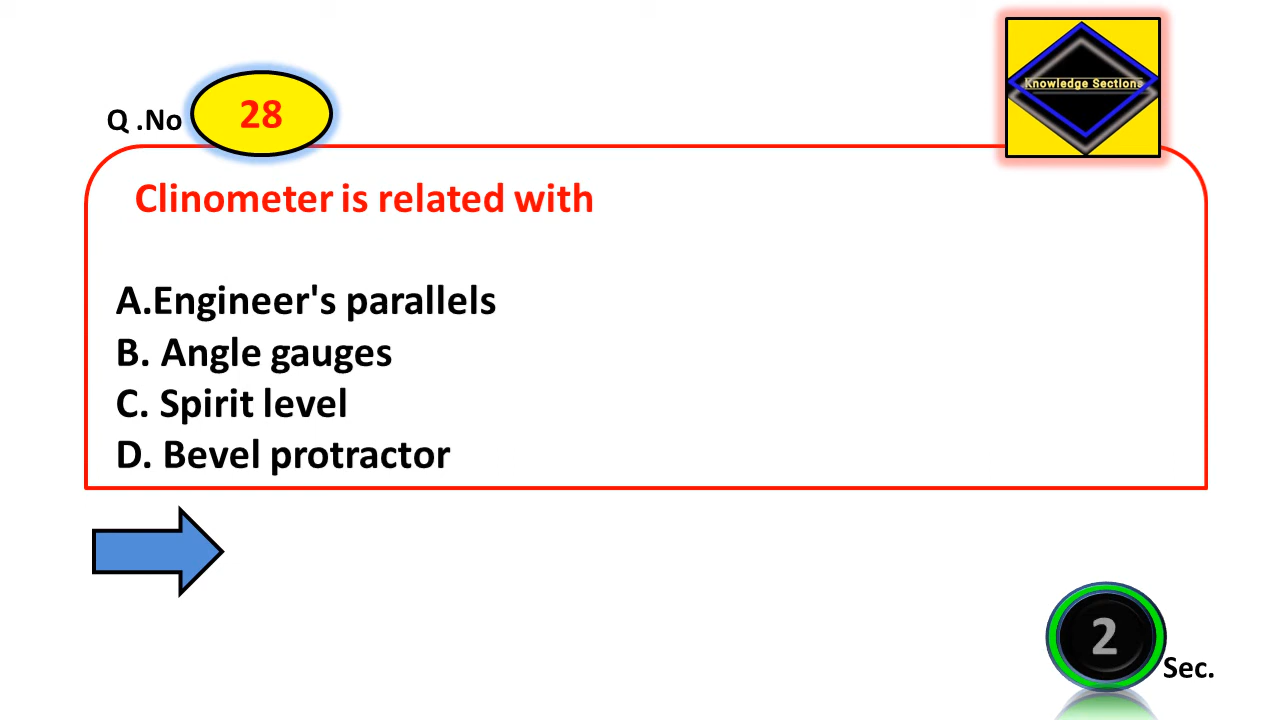 Knowledge Sections
Q .No 28
Clinometer is related with
A.Engineer's parallels
B. Angle gauges
C. Spirit level
D. Bevel protractor
2 Sec.